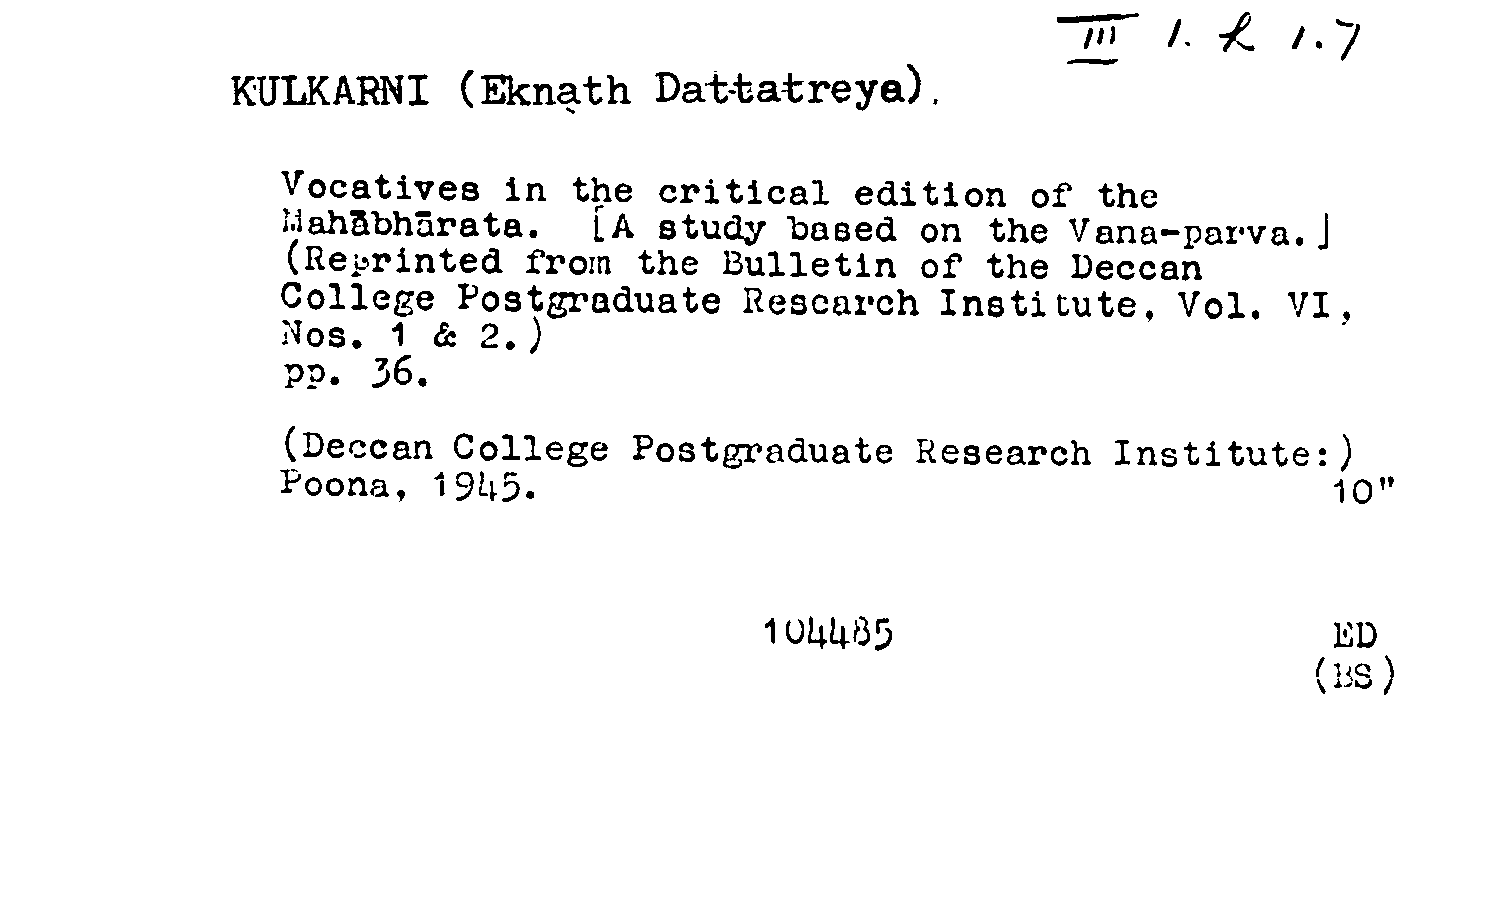 III 1. k 1.7
KULKARNI (Eknath Dattatreya).
Vocatives in the critical edition of the
Mahābhārata. [A study based on the Vana-parva.]
(Reprinted from the Bulletin of the Deccan
College Postgraduate Research Institute, Vol. VI,
Nos. 1 & 2.)
pp. 36.
(Deccan College Postgraduate Research Institute:)
Poona, 1945. 10"
104485 ED
(BS)